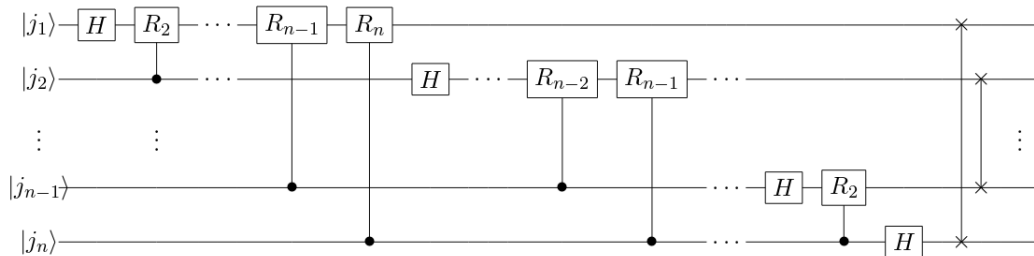 |j₁⟩ H R₂ ⋯ Rₙ₋₁ Rₙ
|j₂⟩ ⋯ H ⋯ Rₙ₋₂ Rₙ₋₁ ⋯
⋮ ⋮ ⋮
|jₙ₋₁⟩ ⋯ H R₂
|jₙ⟩ ⋯ H